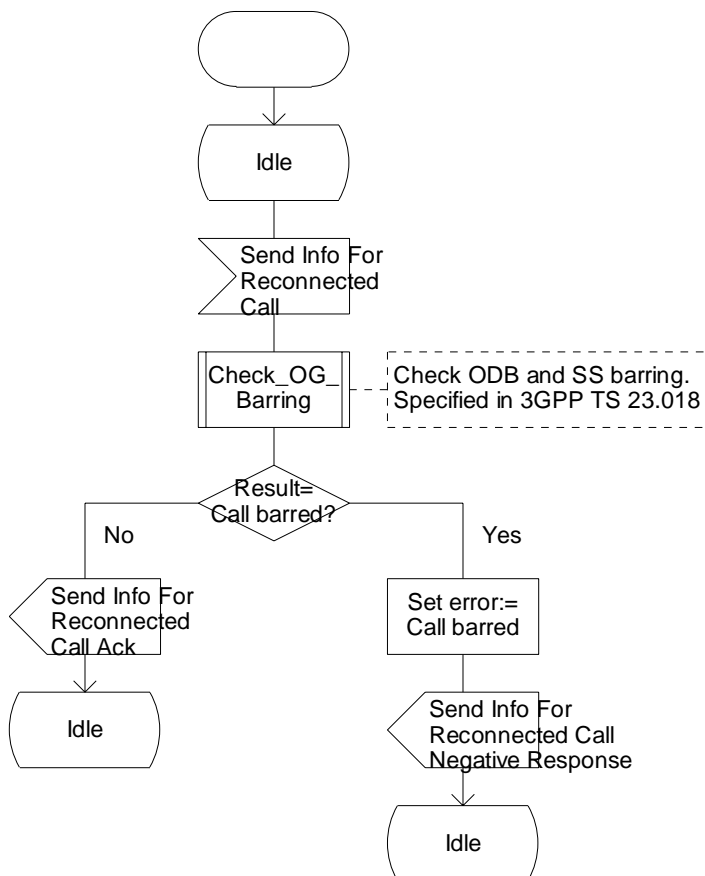 Idle
Send Info For
Reconnected
Call
Check_OG_
Barring
Check ODB and SS barring.
Specified in 3GPP TS 23.018
Result=
Call barred?
No
Yes
Send Info For
Reconnected
Call Ack
Set error:=
Call barred
Idle
Send Info For
Reconnected Call
Negative Response
Idle